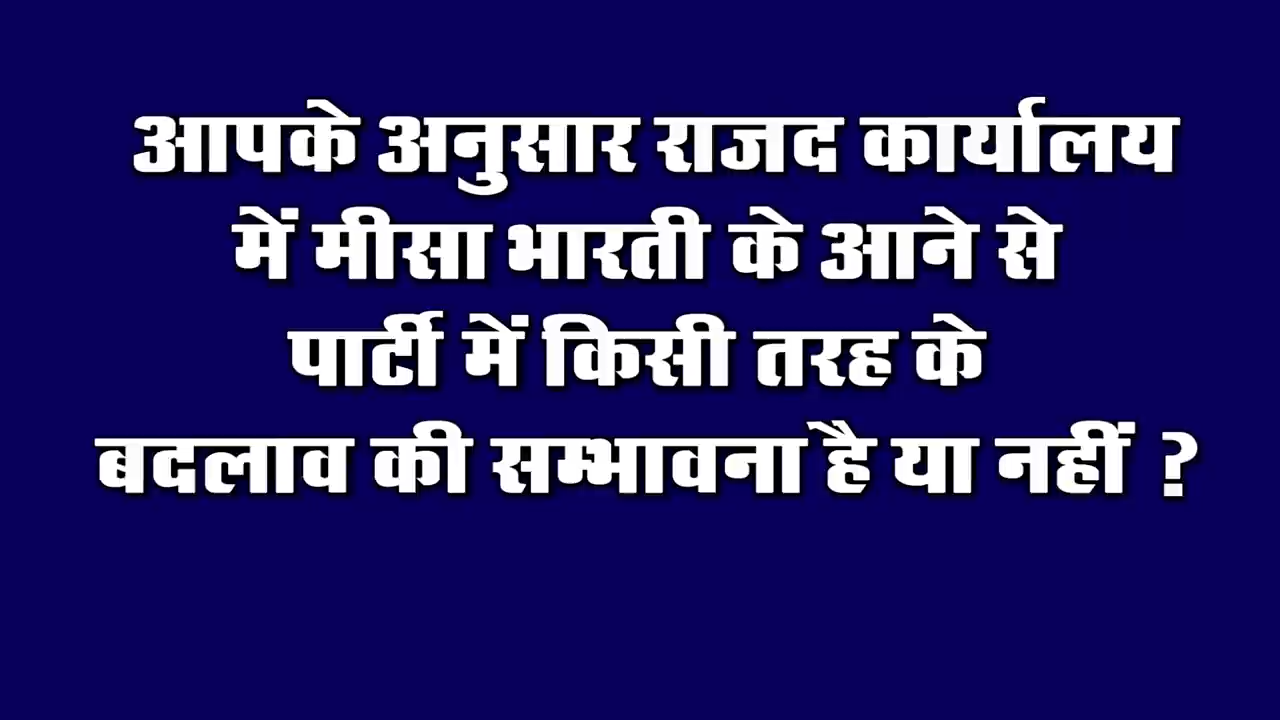 आपके अनुसार राजद कार्यालय
में मीसा भारती के आने से
पार्टी में किसी तरह के
बदलाव की सम्भावना है या नहीं ?